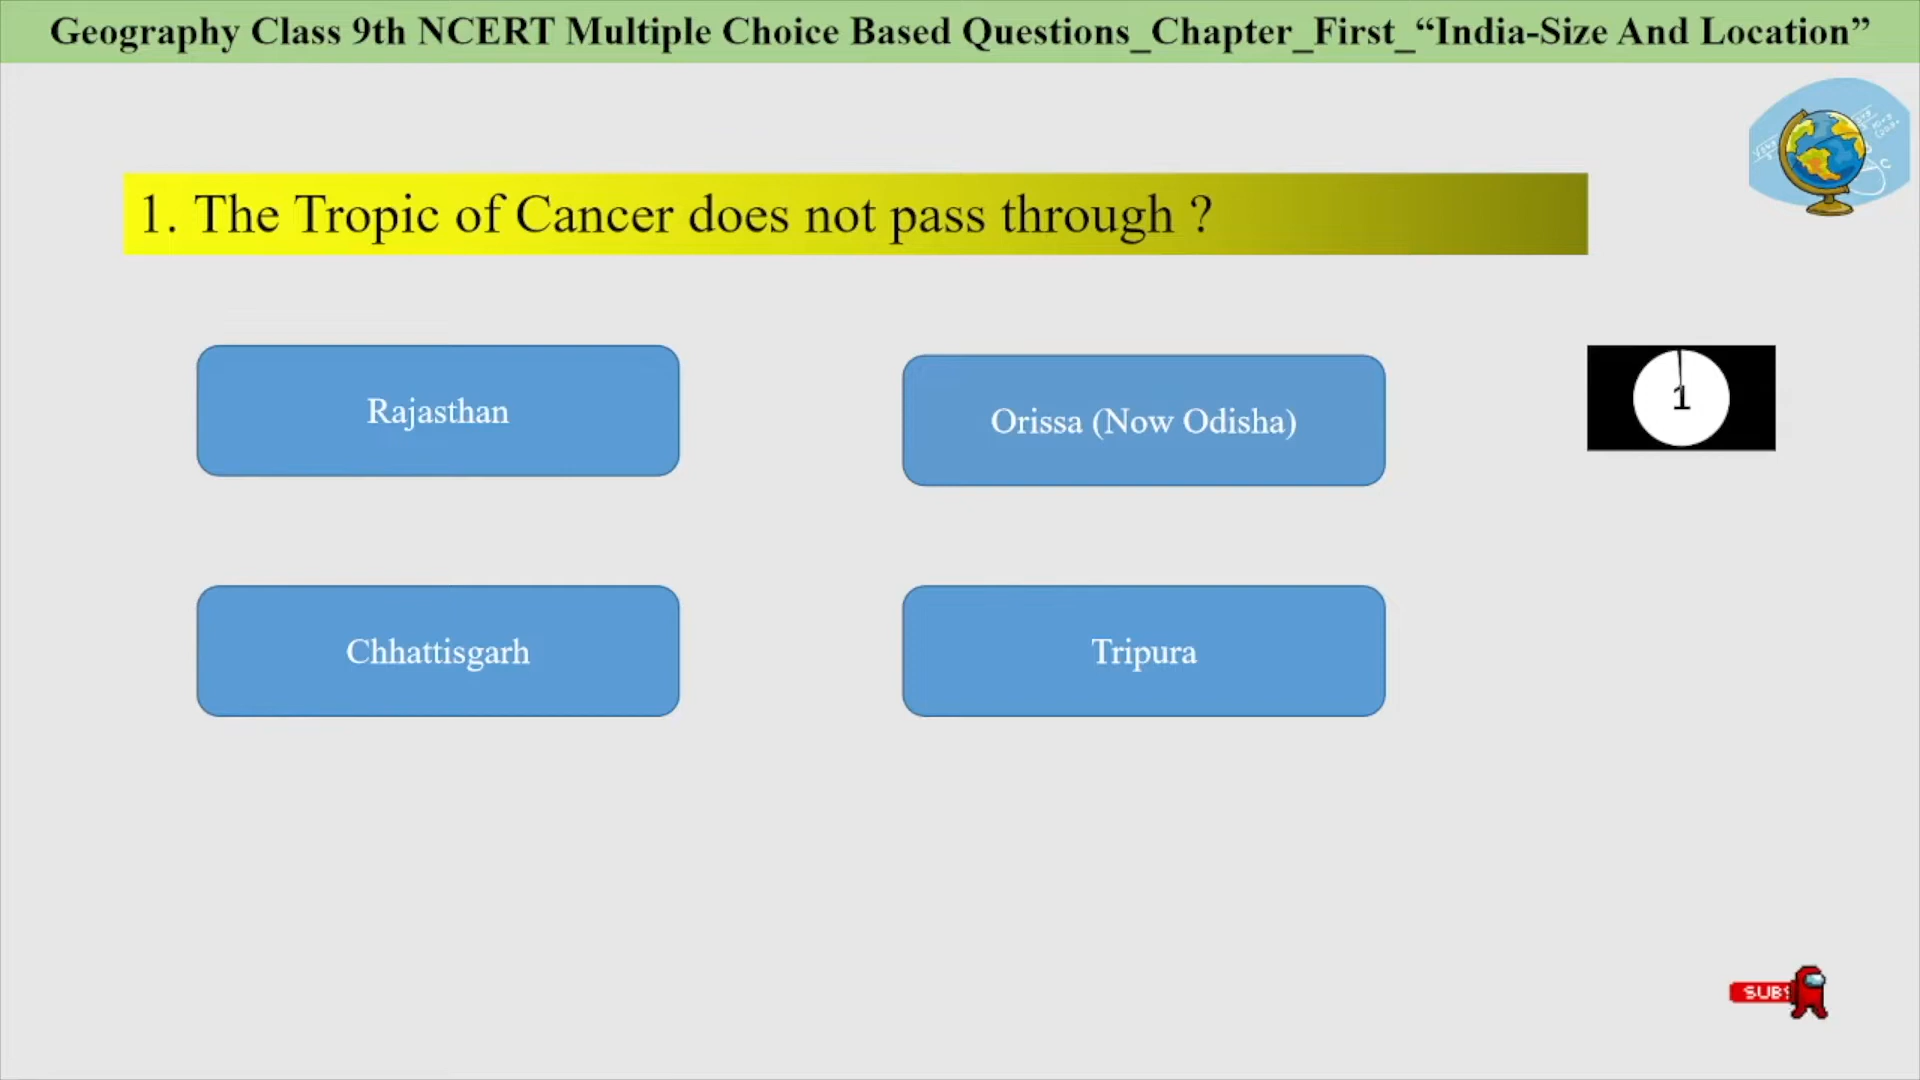 Geography Class 9th NCERT Multiple Choice Based Questions_Chapter_First_“India-Size And Location”
1. The Tropic of Cancer does not pass through ?
Rajasthan
Orissa (Now Odisha)
1
Chhattisgarh
Tripura
SUBS